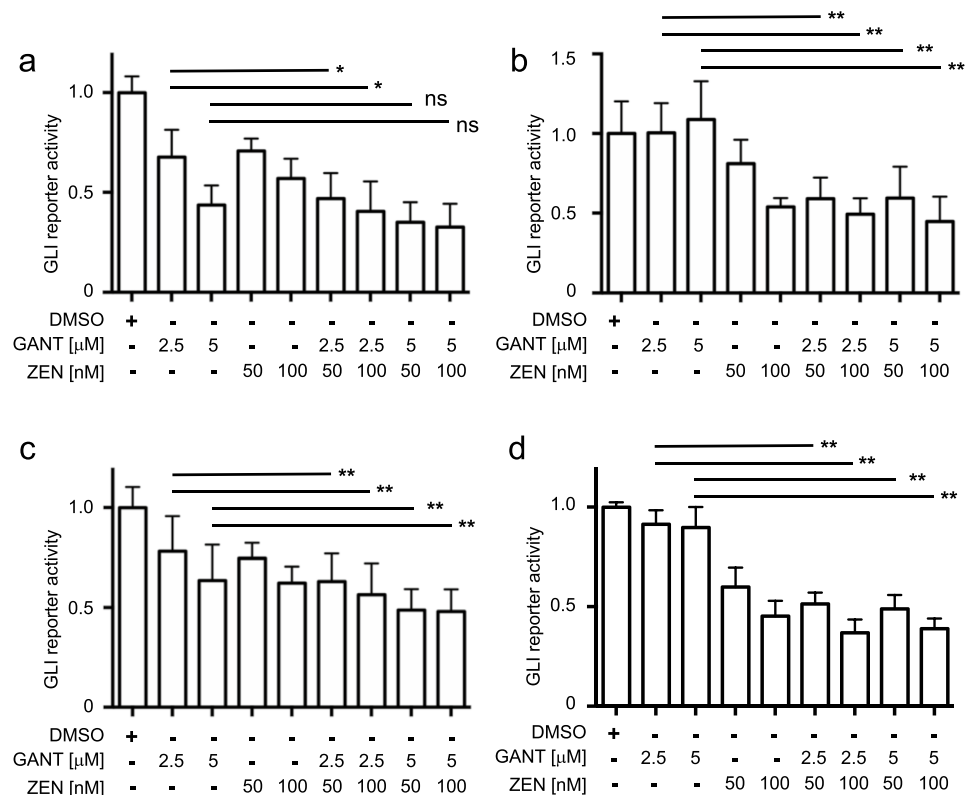 a
*
*
ns
ns
GLI reporter activity
1.0
0.5
0
DMSO + - - - - - - - -
GANT [μM] - 2.5 5 - - 2.5 2.5 5 5
ZEN [nM] - - - 50 100 50 100 50 100
b
**
**
**
**
GLI reporter activity
1.5
1.0
0.5
0
DMSO + - - - - - - - -
GANT [μM] - 2.5 5 - - 2.5 2.5 5 5
ZEN [nM] - - - 50 100 50 100 50 100
c
**
**
**
**
GLI reporter activity
1.0
0.5
0
DMSO + - - - - - - - -
GANT [μM] - 2.5 5 - - 2.5 2.5 5 5
ZEN [nM] - - - 50 100 50 100 50 100
d
**
**
**
**
GLI reporter activity
1.0
0.5
0
DMSO + - - - - - - - -
GANT [μM] - 2.5 5 - - 2.5 2.5 5 5
ZEN [nM] - - - 50 100 50 100 50 100